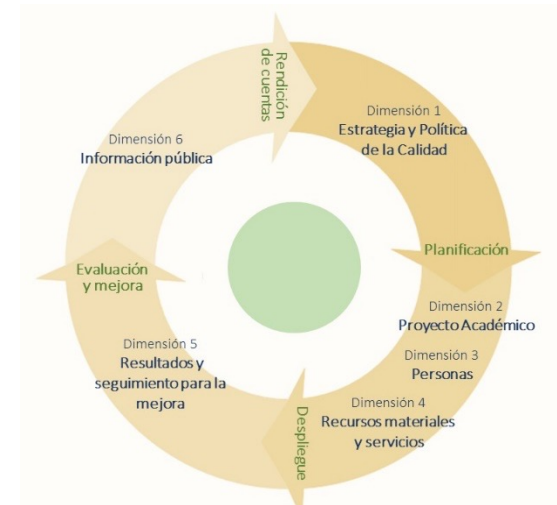 Rendición
de cuentas
Dimensión 1
Estrategia y Política
de la Calidad
Planificación
Dimensión 2
Proyecto Académico
Dimensión 3
Personas
Dimensión 4
Recursos materiales
y servicios
Despliegue
Dimensión 5
Resultados y
seguimiento para la
mejora
Evaluación
y mejora
Dimensión 6
Información pública